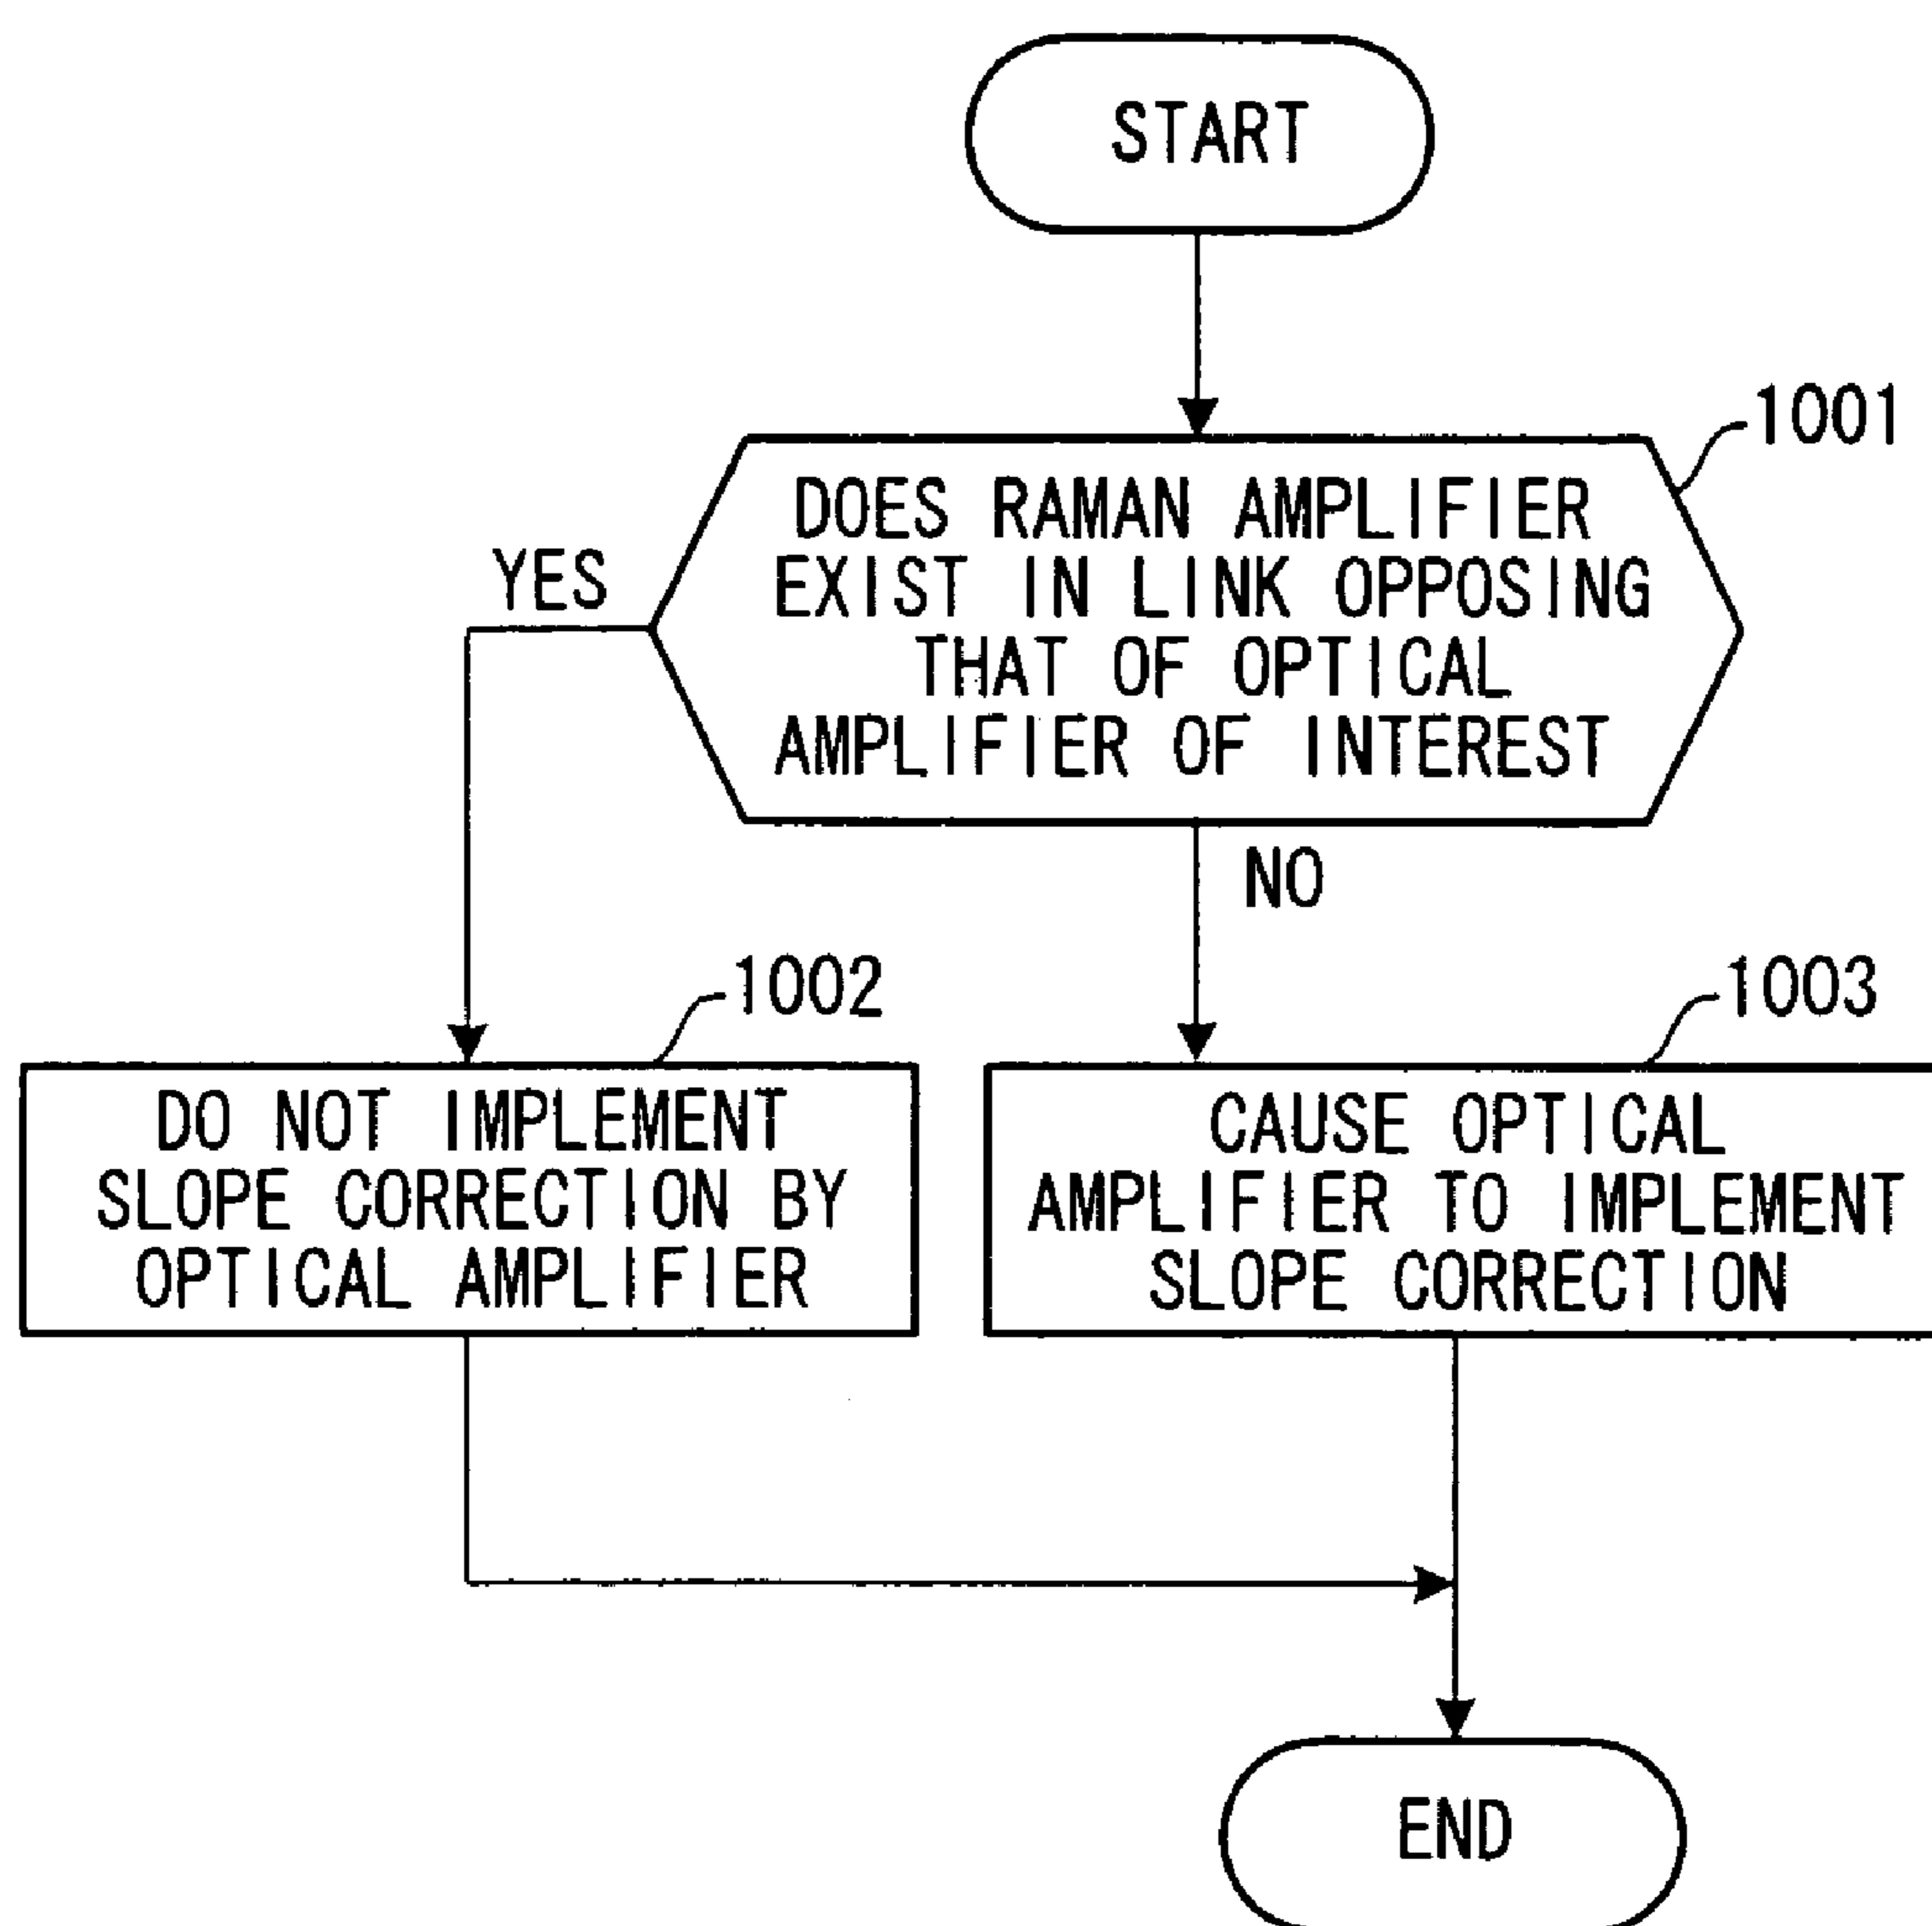 START
1001
DOES RAMAN AMPLIFIER
EXIST IN LINK OPPOSING
THAT OF OPTICAL
AMPLIFIER OF INTEREST
YES
NO
1002
DO NOT IMPLEMENT
SLOPE CORRECTION BY
OPTICAL AMPLIFIER
1003
CAUSE OPTICAL
AMPLIFIER TO IMPLEMENT
SLOPE CORRECTION
END